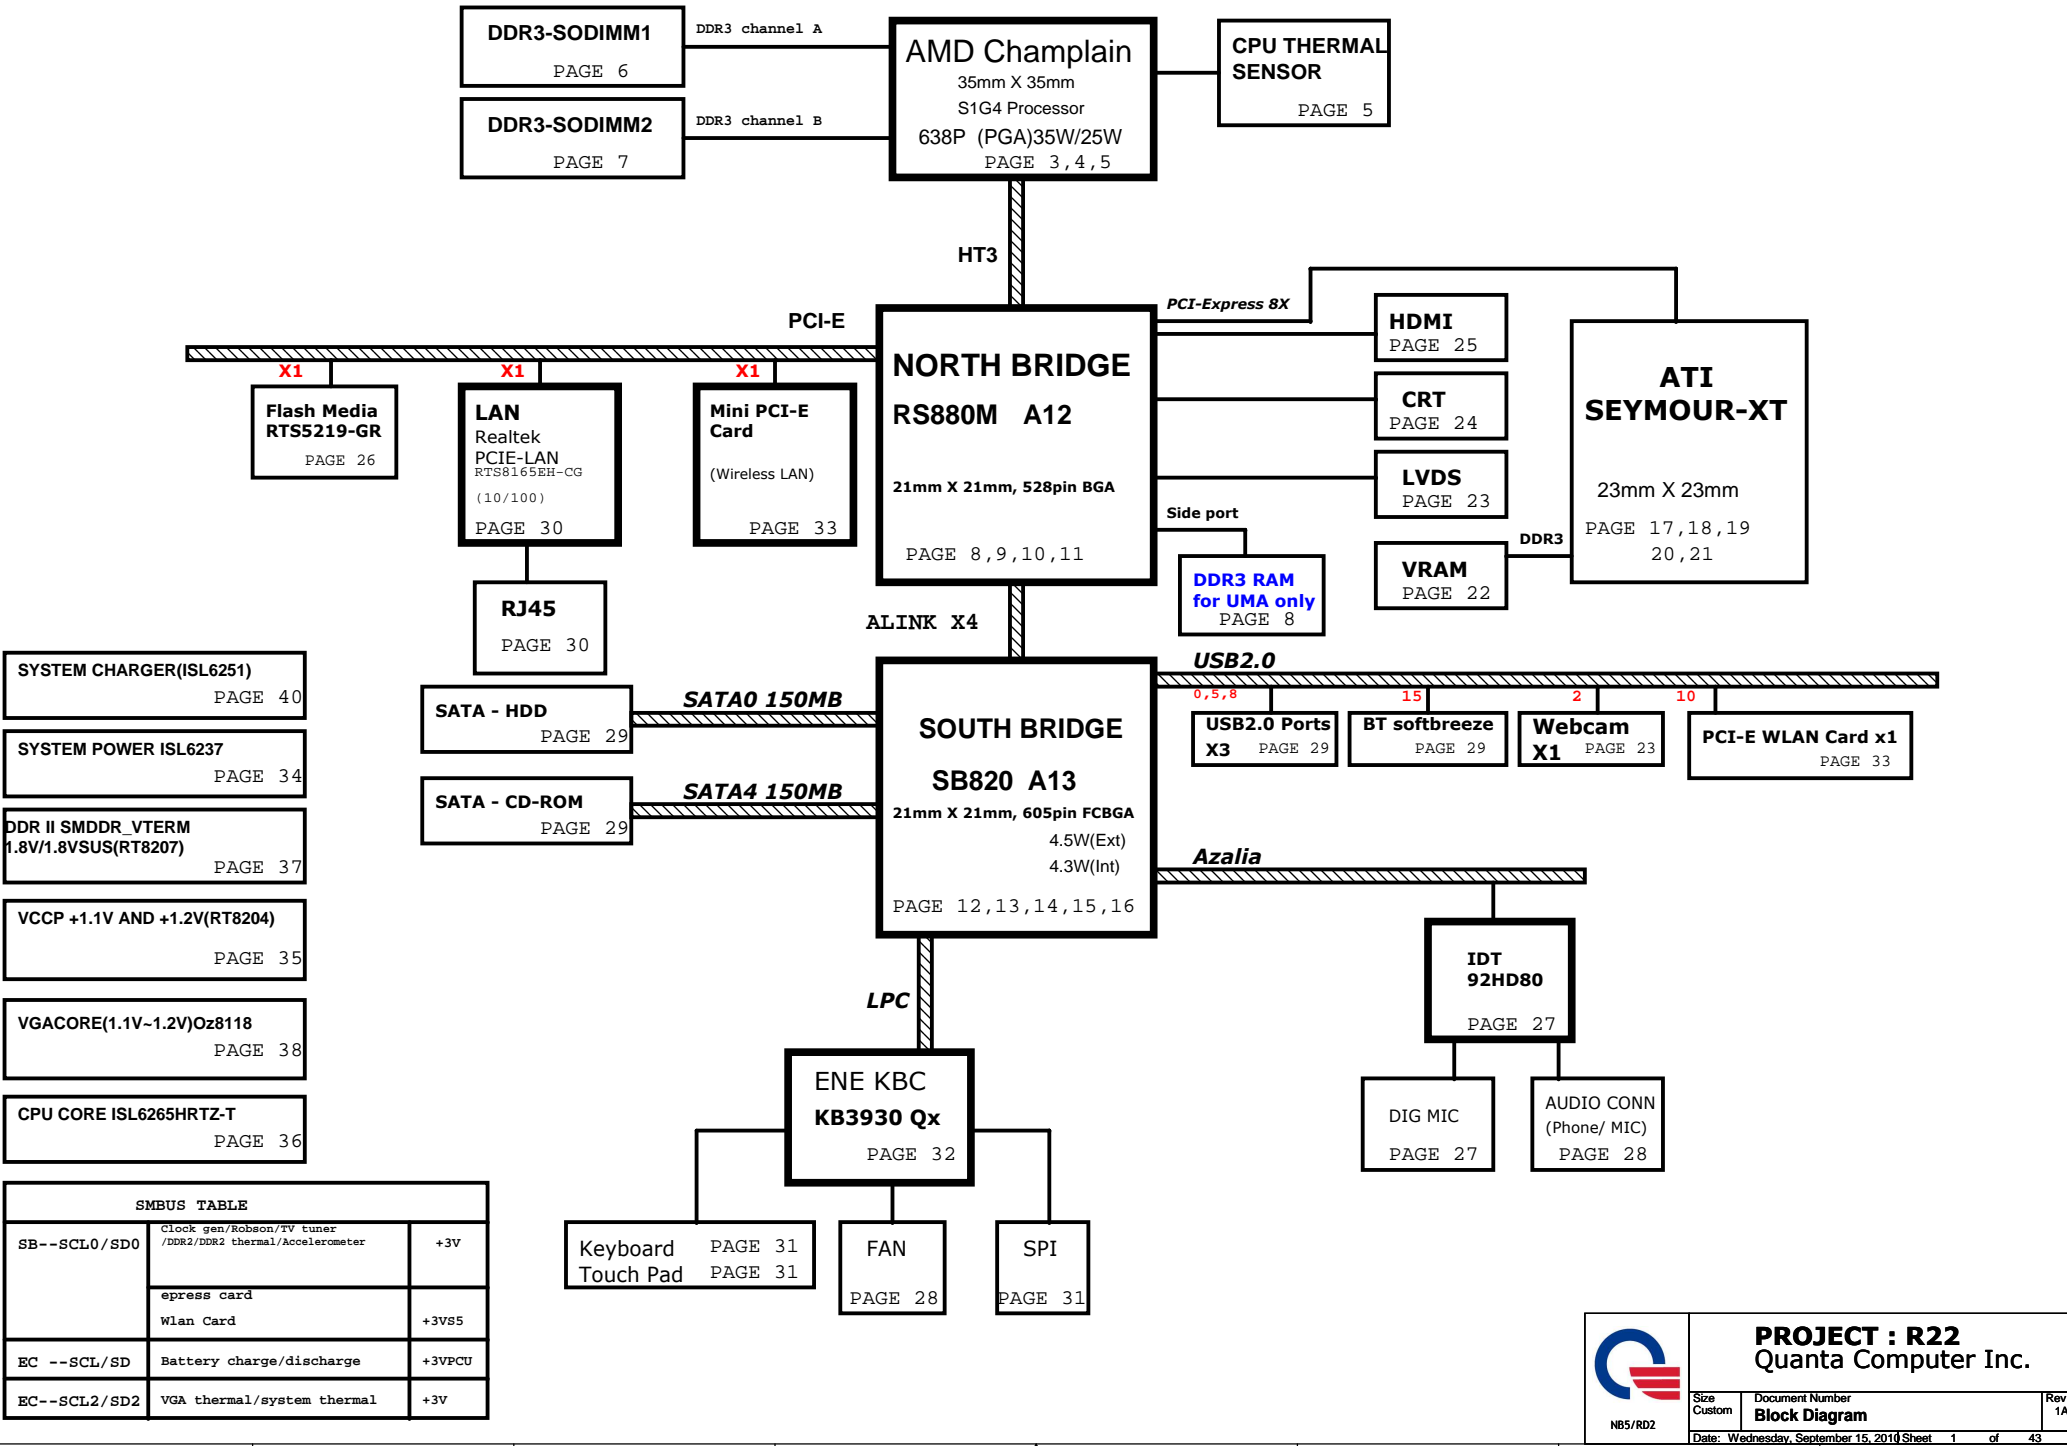 DDR3-SODIMM1
PAGE 6
DDR3 channel A
DDR3-SODIMM2
PAGE 7
DDR3 channel B
AMD Champlain
35mm X 35mm
S1G4 Processor
638P (PGA)35W/25W
PAGE 3,4,5
CPU THERMAL
SENSOR
PAGE 5
HT3
PCI-E
PCI-Express 8X
NORTH BRIDGE
RS880M A12
21mm X 21mm, 528pin BGA
PAGE 8,9,10,11
X1
X1
X1
Flash Media
RTS5219-GR
PAGE 26
LAN
Realtek
PCIE-LAN
RTS8165EH-CG
(10/100)
PAGE 30
Mini PCI-E
Card
(Wireless LAN)
PAGE 33
RJ45
PAGE 30
HDMI
PAGE 25
CRT
PAGE 24
LVDS
PAGE 23
VRAM
PAGE 22
DDR3
ATI
SEYMOUR-XT
23mm X 23mm
PAGE 17,18,19
20,21
Side port
DDR3 RAM
for UMA only
PAGE 8
ALINK X4
SOUTH BRIDGE
SB820 A13
21mm X 21mm, 605pin FCBGA
4.5W(Ext)
4.3W(Int)
PAGE 12,13,14,15,16
SATA0 150MB
SATA - HDD
PAGE 29
SATA4 150MB
SATA - CD-ROM
PAGE 29
USB2.0
0,5,8
15
2
10
USB2.0 Ports
X3 PAGE 29
BT softbreeze
PAGE 29
Webcam
X1 PAGE 23
PCI-E WLAN Card x1
PAGE 33
Azalia
IDT
92HD80
PAGE 27
DIG MIC
PAGE 27
AUDIO CONN
(Phone/ MIC)
PAGE 28
LPC
ENE KBC
KB3930 Qx
PAGE 32
Keyboard PAGE 31
Touch Pad PAGE 31
FAN
PAGE 28
SPI
PAGE 31
SYSTEM CHARGER(ISL6251)
PAGE 40
SYSTEM POWER ISL6237
PAGE 34
DDR II SMDDR_VTERM
1.8V/1.8VSUS(RT8207)
PAGE 37
VCCP +1.1V AND +1.2V(RT8204)
PAGE 35
VGACORE(1.1V~1.2V)Oz8118
PAGE 38
CPU CORE ISL6265HRTZ-T
PAGE 36
SMBUS TABLE
SB--SCL0/SD0
Clock gen/Robson/TV tuner
/DDR2/DDR2 thermal/Accelerometer
+3V
epress card
Wlan Card
+3VS5
EC --SCL/SD
Battery charge/discharge
+3VPCU
EC--SCL2/SD2
VGA thermal/system thermal
+3V
NB5/RD2
PROJECT : R22
Quanta Computer Inc.
Size
Custom
Document Number
Block Diagram
Rev
1A
Date: Wednesday, September 15, 2010 Sheet 1 of 43